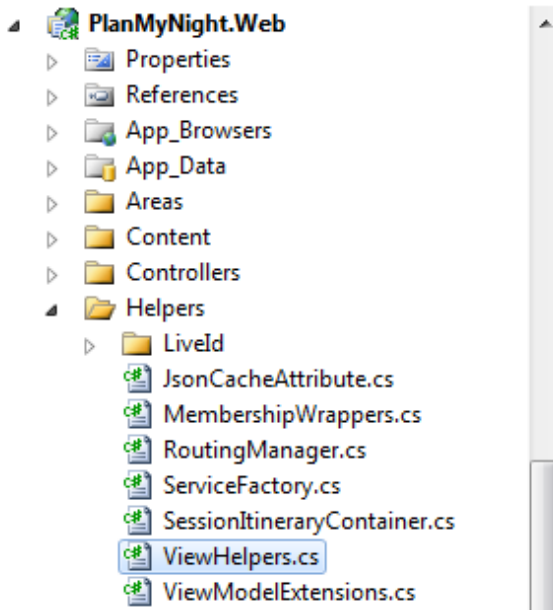 PlanMyNight.Web
Properties
References
App_Browsers
App_Data
Areas
Content
Controllers
Helpers
LiveId
JsonCacheAttribute.cs
MembershipWrappers.cs
RoutingManager.cs
ServiceFactory.cs
SessionItineraryContainer.cs
ViewHelpers.cs
ViewModelExtensions.cs